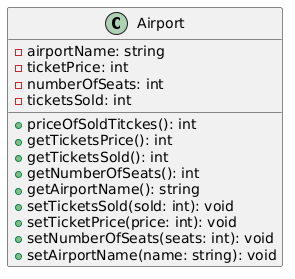 C Airport
airportName: string
ticketPrice: int
numberOfSeats: int
ticketsSold: int
priceOfSoldTitckes(): int
getTicketsPrice(): int
getTicketsSold(): int
getNumberOfSeats(): int
getAirportName(): string
setTicketsSold(sold: int): void
setTicketPrice(price: int): void
setNumberOfSeats(seats: int): void
setAirportName(name: string): void